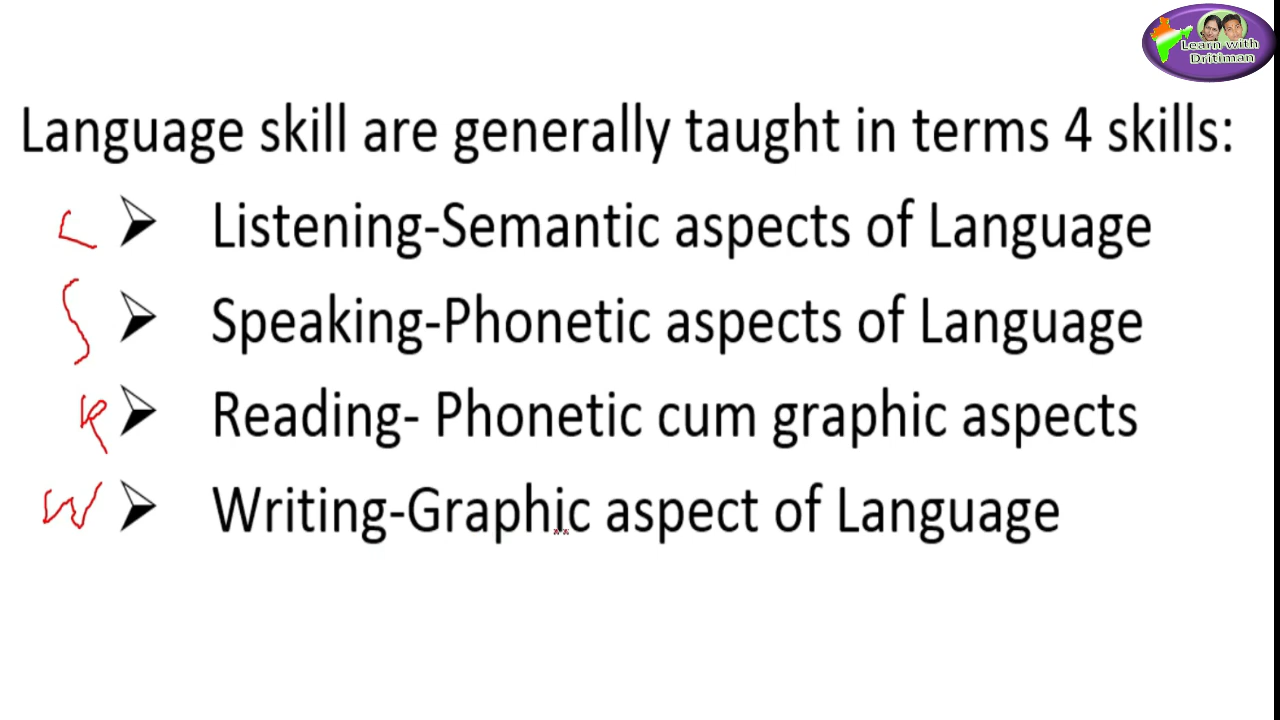 Learn with
Dritiman
Language skill are generally taught in terms 4 skills:
L ➢ Listening-Semantic aspects of Language
S ➢ Speaking-Phonetic aspects of Language
R ➢ Reading- Phonetic cum graphic aspects
W ➢ Writing-Graphic aspect of Language